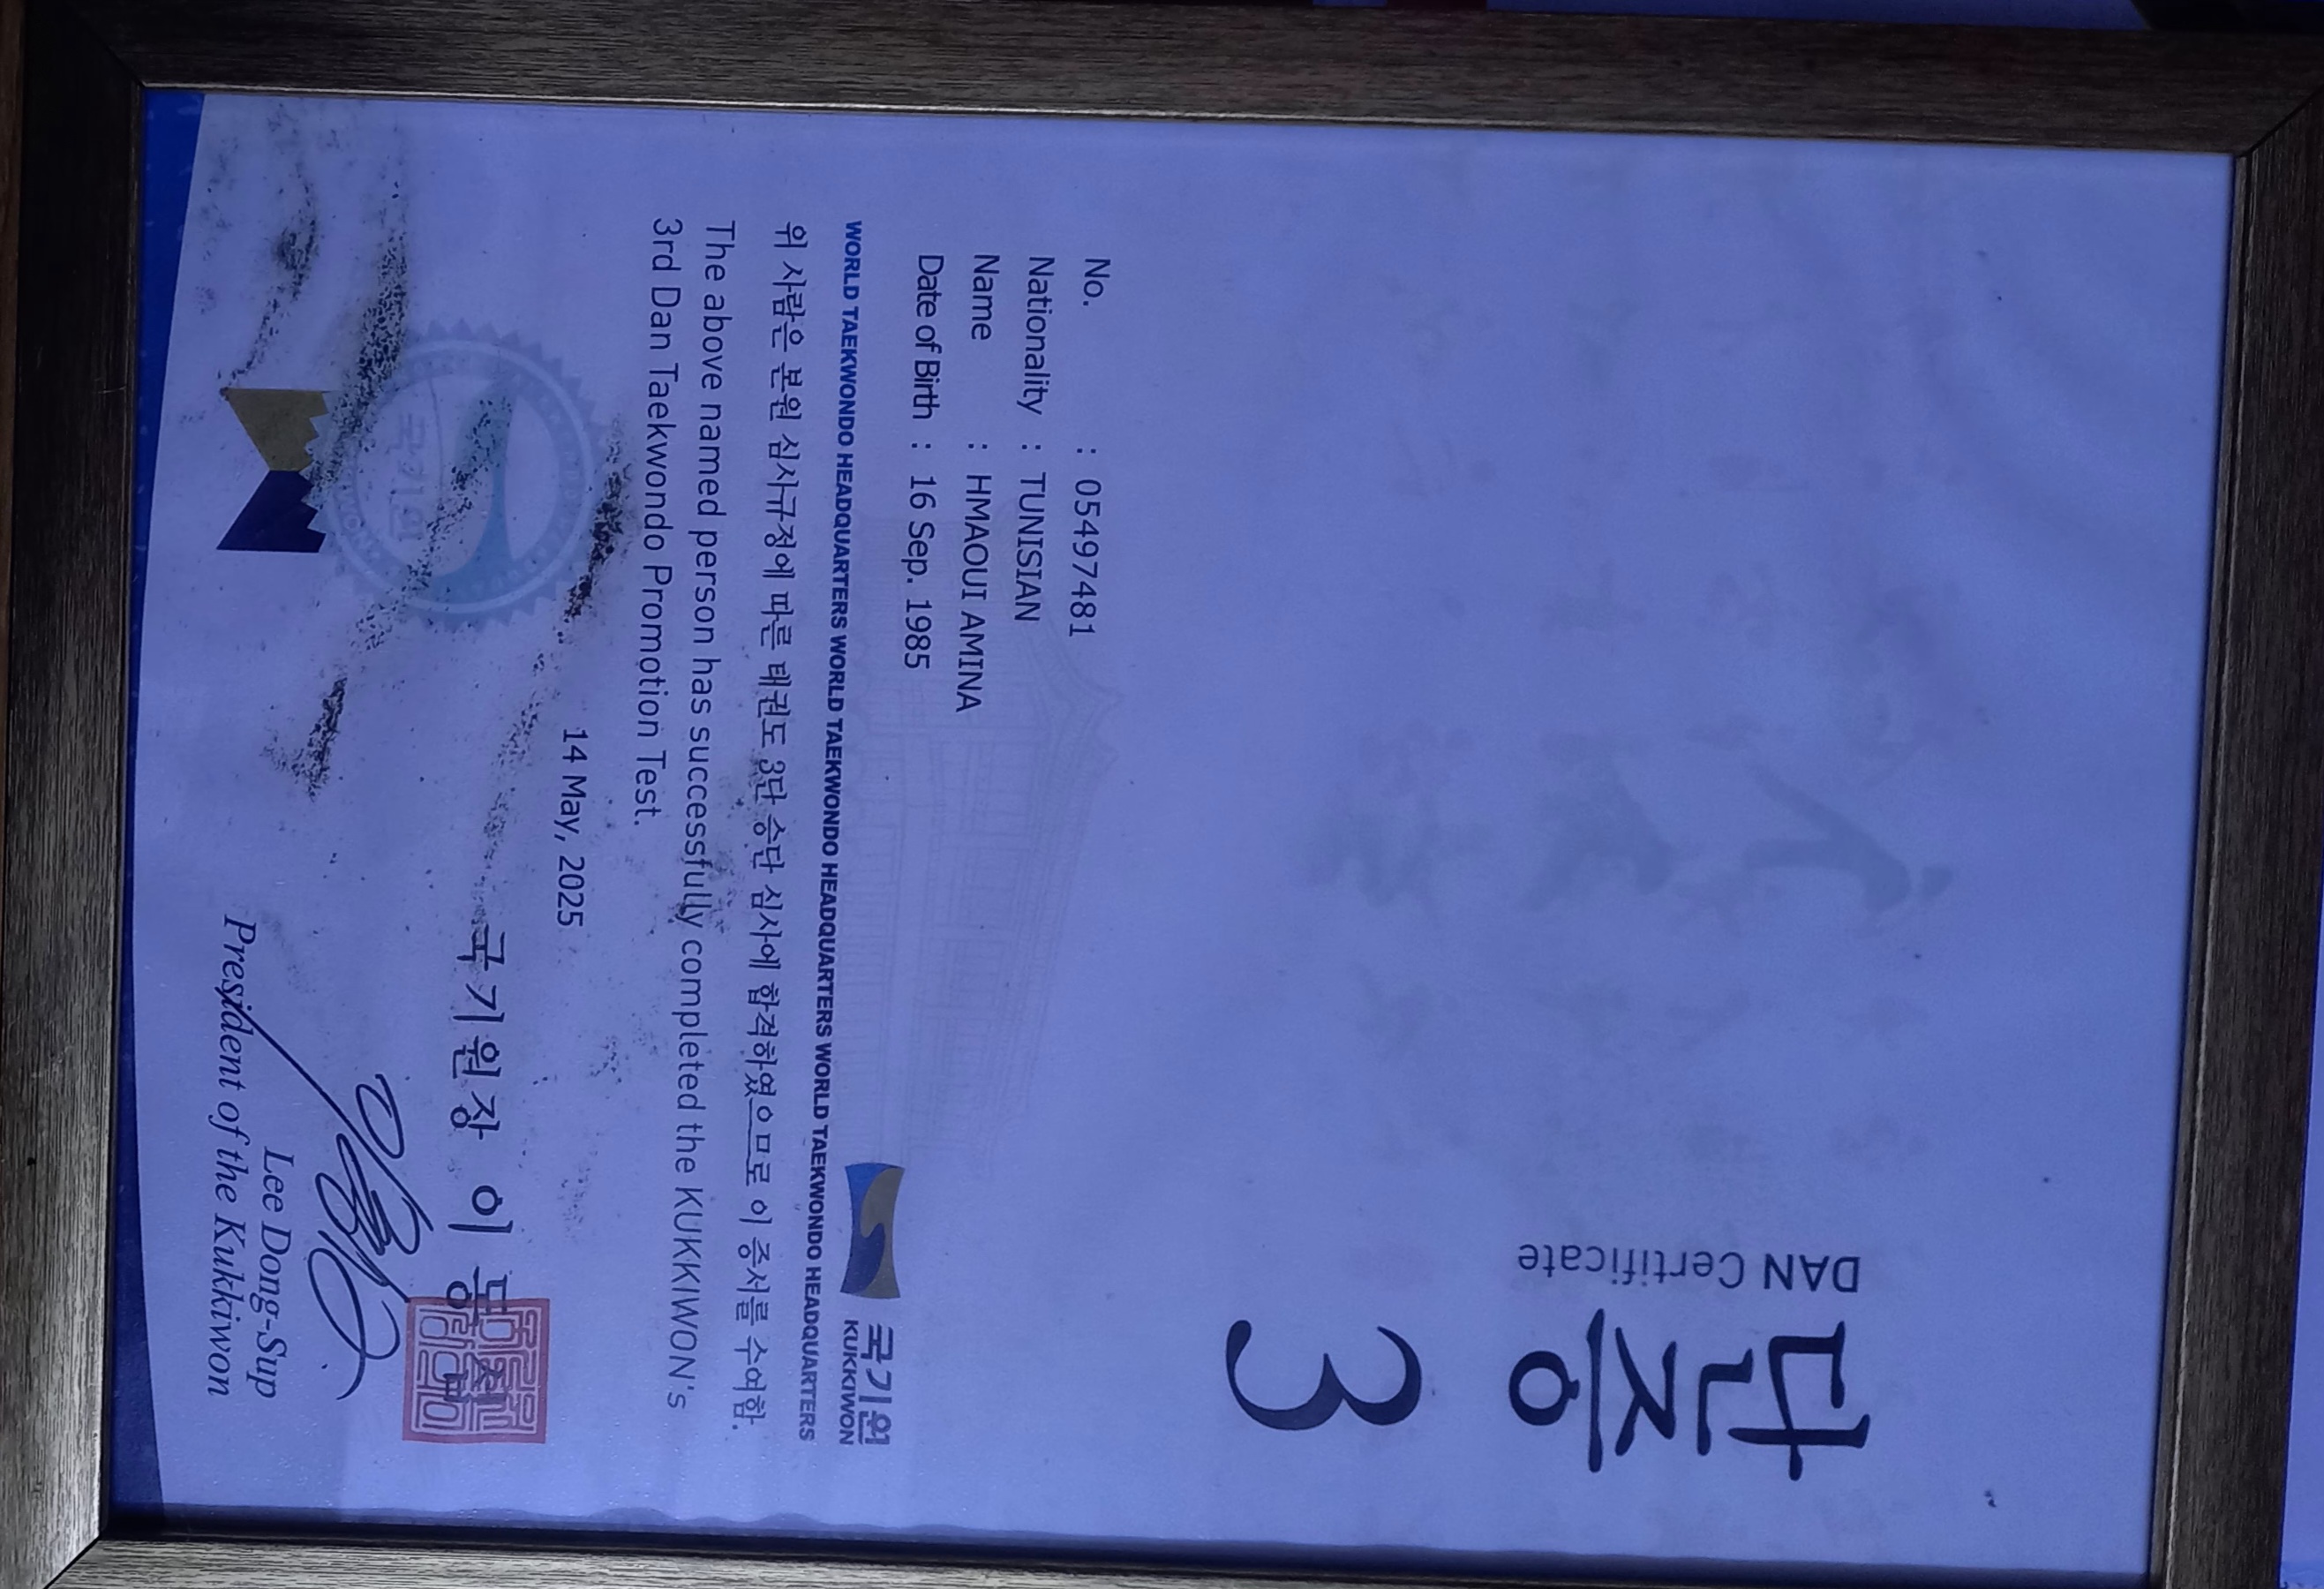 단증
DAN Certificate
3
No. : 05497481
Nationality : TUNISIAN
Name : HMAOUI AMINA
Date of Birth : 16 Sep. 1985
국기원
KUKKIWON
WORLD TAEKWONDO HEADQUARTERS WORLD TAEKWONDO HEADQUARTERS WORLD TAEKWONDO HEADQUARTERS
위 사람은 본원 심사규정에 따른 태권도 3단 승단 심사에 합격하였으므로 이 증서를 수여함.
The above named person has successfully completed the KUKKIWON's
3rd Dan Taekwondo Promotion Test.
14 May, 2025
국기원장 이 동 섭
국기원
Lee Dong-Sup
President of the Kukkiwon